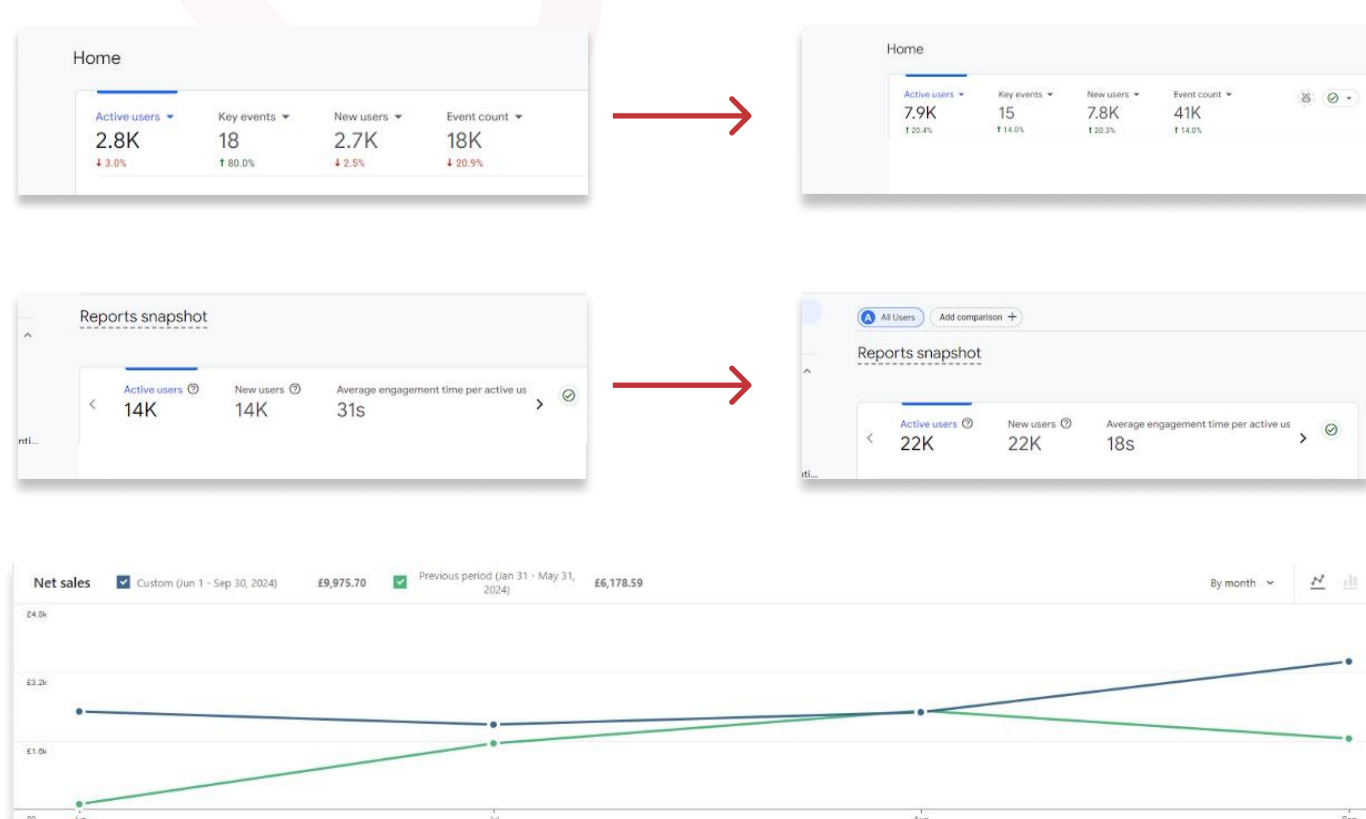 Home
Active users Key events New users Event count
2.8K 18 2.7K 18K
↓ 3.0% ↑ 80.0% ↓ 2.5% ↓ 20.9%
Home
Active users Key events New users Event count
7.9K 15 7.8K 41K
↑ 20.4% ↑ 14.0% ↑ 20.3% ↑ 14.0%
Reports snapshot
Active users New users Average engagement time per active us
14K 14K 31s
nti...
A All Users Add comparison +
Reports snapshot
Active users New users Average engagement time per active us
22K 22K 18s
nti...
Net sales Custom (Jun 1 - Sep 30, 2024) £9,975.70 Previous period (Jan 31 - May 31, 2024) £6,178.59 By month
£4.8k
£3.2k
£1.6k